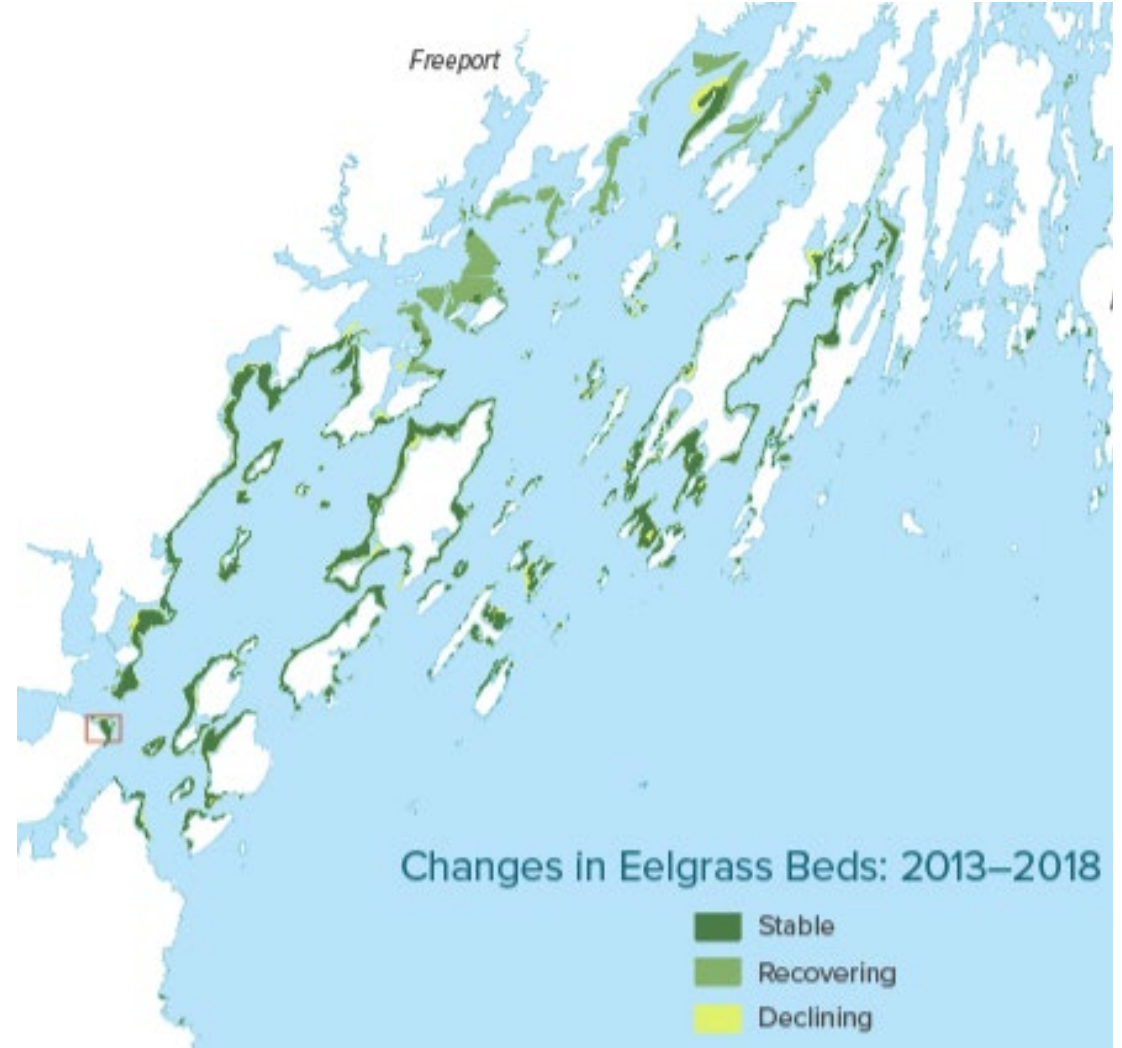 Freeport
Changes in Eelgrass Beds: 2013–2018
Stable
Recovering
Declining